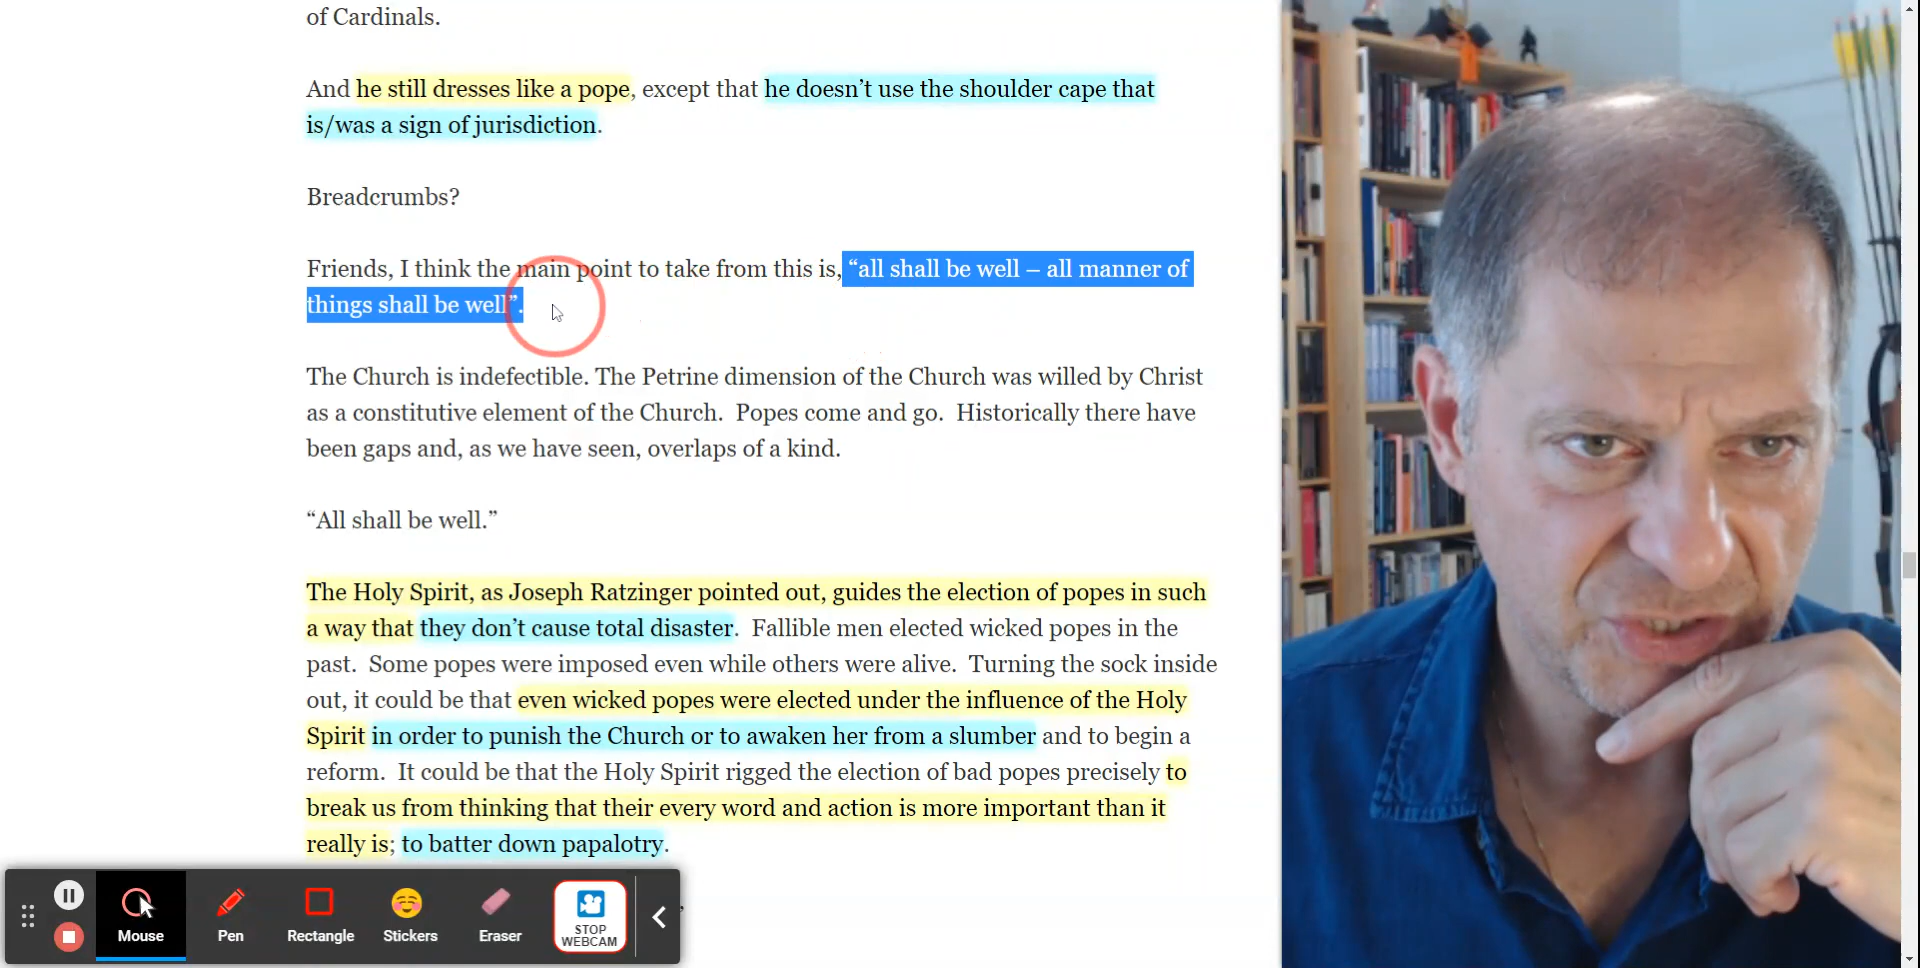 of Cardinals.
And he still dresses like a pope, except that he doesn’t use the shoulder cape that
is/was a sign of jurisdiction.
Breadcrumbs?
Friends, I think the main point to take from this is, “all shall be well – all manner of
things shall be well”.
The Church is indefectible. The Petrine dimension of the Church was willed by Christ
as a constitutive element of the Church.  Popes come and go.  Historically there have
been gaps and, as we have seen, overlaps of a kind.
“All shall be well.”
The Holy Spirit, as Joseph Ratzinger pointed out, guides the election of popes in such
a way that they don’t cause total disaster.  Fallible men elected wicked popes in the
past.  Some popes were imposed even while others were alive.  Turning the sock inside
out, it could be that even wicked popes were elected under the influence of the Holy
Spirit in order to punish the Church or to awaken her from a slumber and to begin a
reform.  It could be that the Holy Spirit rigged the election of bad popes precisely to
break us from thinking that their every word and action is more important than it
really is; to batter down papalotry.
Mouse
Pen
Rectangle
Stickers
Eraser
STOP
WEBCAM